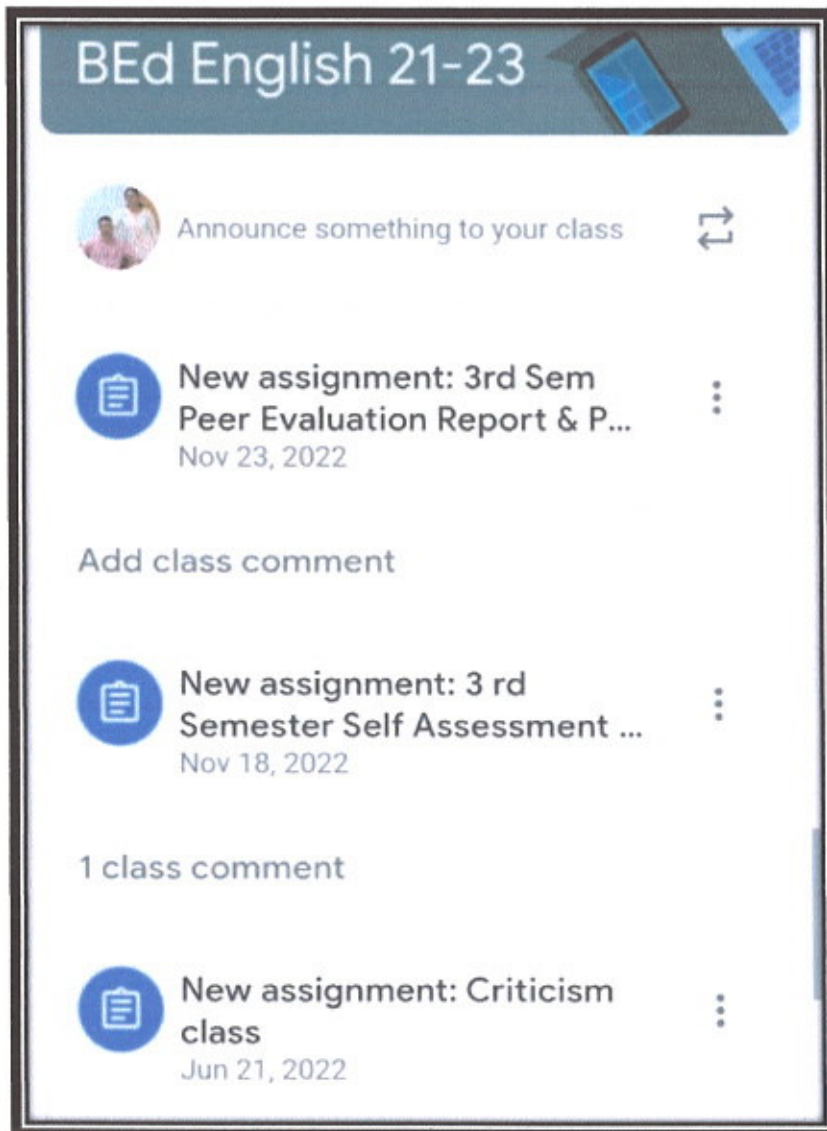 BEd English 21-23
Announce something to your class
New assignment: 3rd Sem
Peer Evaluation Report & P...
Nov 23, 2022
Add class comment
New assignment: 3 rd
Semester Self Assessment ...
Nov 18, 2022
1 class comment
New assignment: Criticism
class
Jun 21, 2022